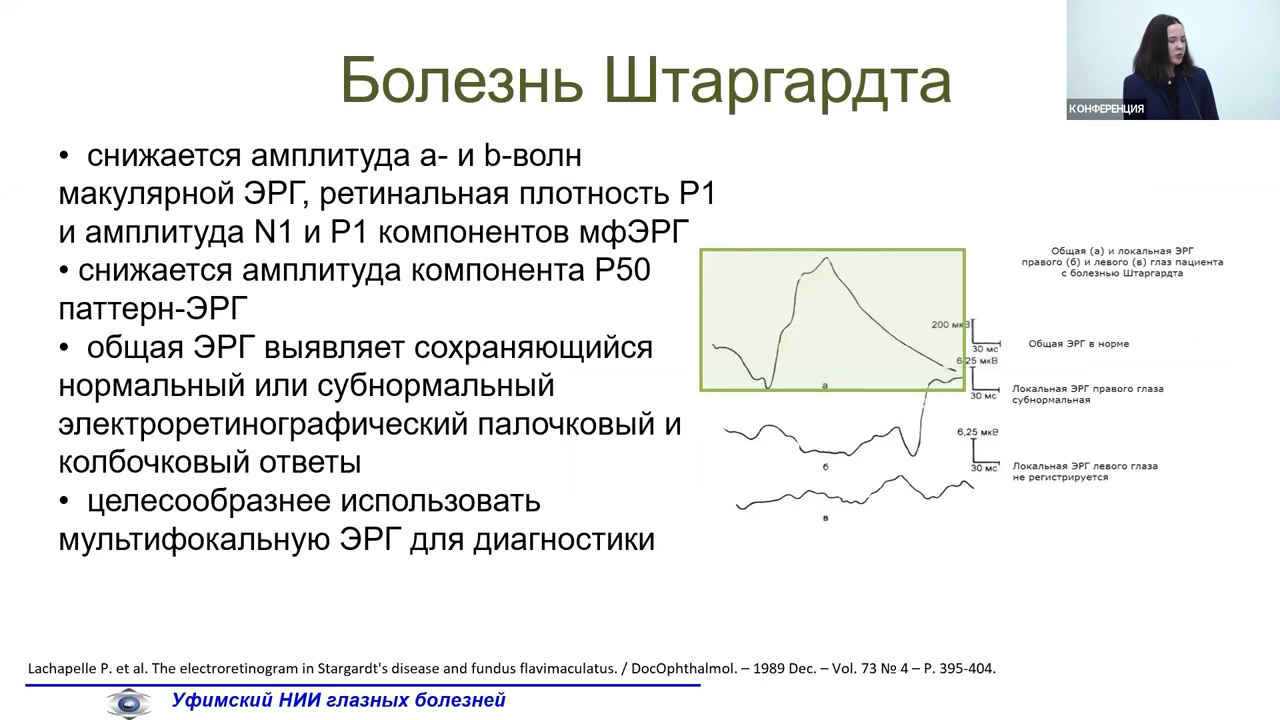 Болезнь Штаргардта
КОНФЕРЕНЦИЯ
• снижается амплитуда a- и b-волн
макулярной ЭРГ, ретинальная плотность P1
и амплитуда N1 и P1 компонентов мфЭРГ
• снижается амплитуда компонента P50
паттерн-ЭРГ
• общая ЭРГ выявляет сохраняющийся
нормальный или субнормальный
электроретинографический палочковый и
колбочковый ответы
• целесообразнее использовать
мультифокальную ЭРГ для диагностики
Общая (а) и локальная ЭРГ
правого (б) и левого (в) глаз пациента
с болезнью Штаргардта
200 мкВ
30 мс
Общая ЭРГ в норме
6,25 мкВ
30 мс
а
Локальная ЭРГ правого глаза
субнормальная
6,25 мкВ
30 мс
б
Локальная ЭРГ левого глаза
не регистрируется
в
Lachapelle P. et al. The electroretinogram in Stargardt's disease and fundus flavimaculatus. / DocOphthalmol. – 1989 Dec. – Vol. 73 № 4 – P. 395-404.
Уфимский НИИ глазных болезней